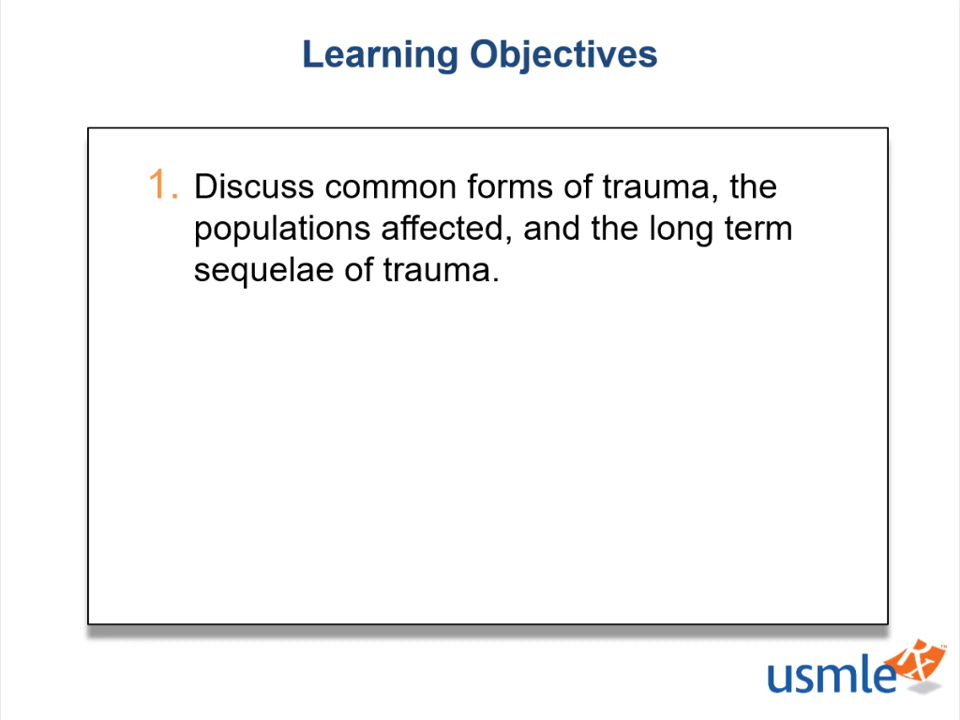 Learning Objectives
1. Discuss common forms of trauma, the
populations affected, and the long term
sequelae of trauma.
usmle Rx™